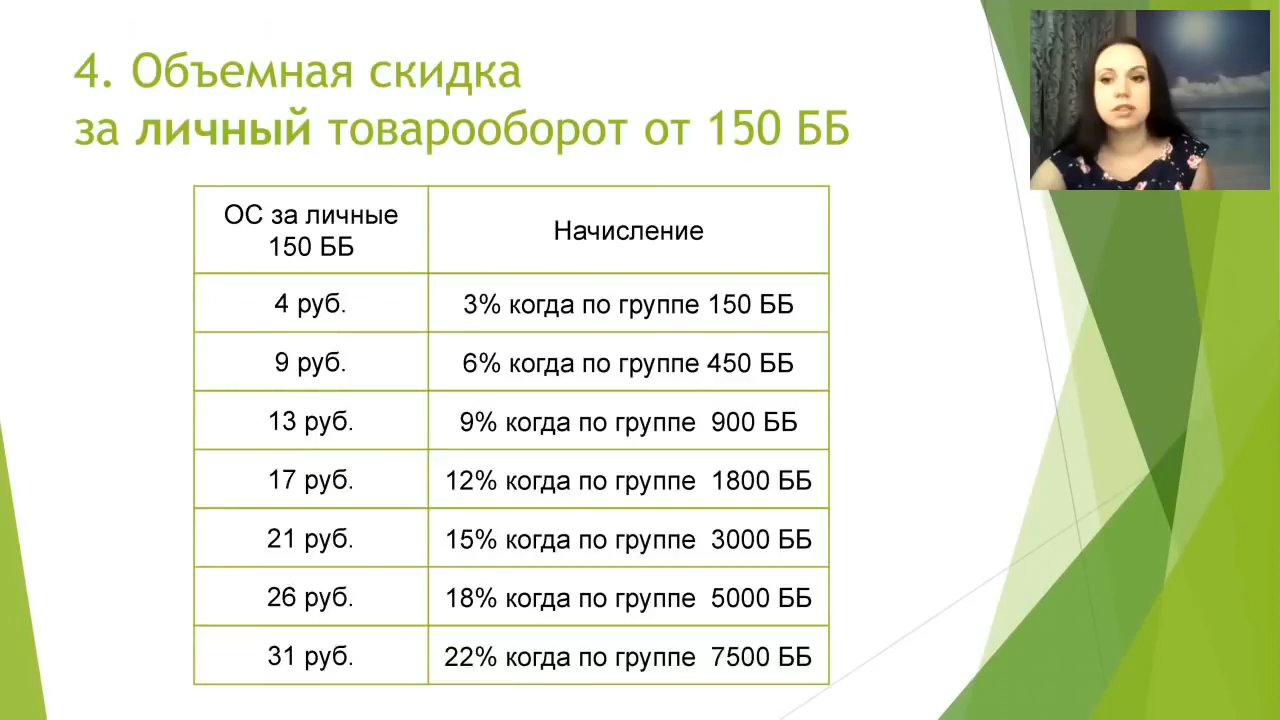 4. Объемная скидка
за личный товарооборот от 150 ББ
ОС за личные
150 ББ
Начисление
4 руб.
3% когда по группе 150 ББ
9 руб.
6% когда по группе 450 ББ
13 руб.
9% когда по группе 900 ББ
17 руб.
12% когда по группе 1800 ББ
21 руб.
15% когда по группе 3000 ББ
26 руб.
18% когда по группе 5000 ББ
31 руб.
22% когда по группе 7500 ББ